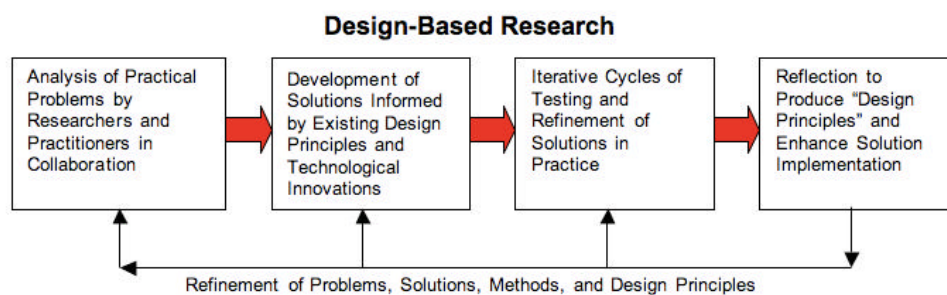 Design-Based Research
Analysis of Practical
Problems by
Researchers and
Practitioners in
Collaboration
Development of
Solutions Informed
by Existing Design
Principles and
Technological
Innovations
Iterative Cycles of
Testing and
Refinement of
Solutions in
Practice
Reflection to
Produce “Design
Principles” and
Enhance Solution
Implementation
Refinement of Problems, Solutions, Methods, and Design Principles